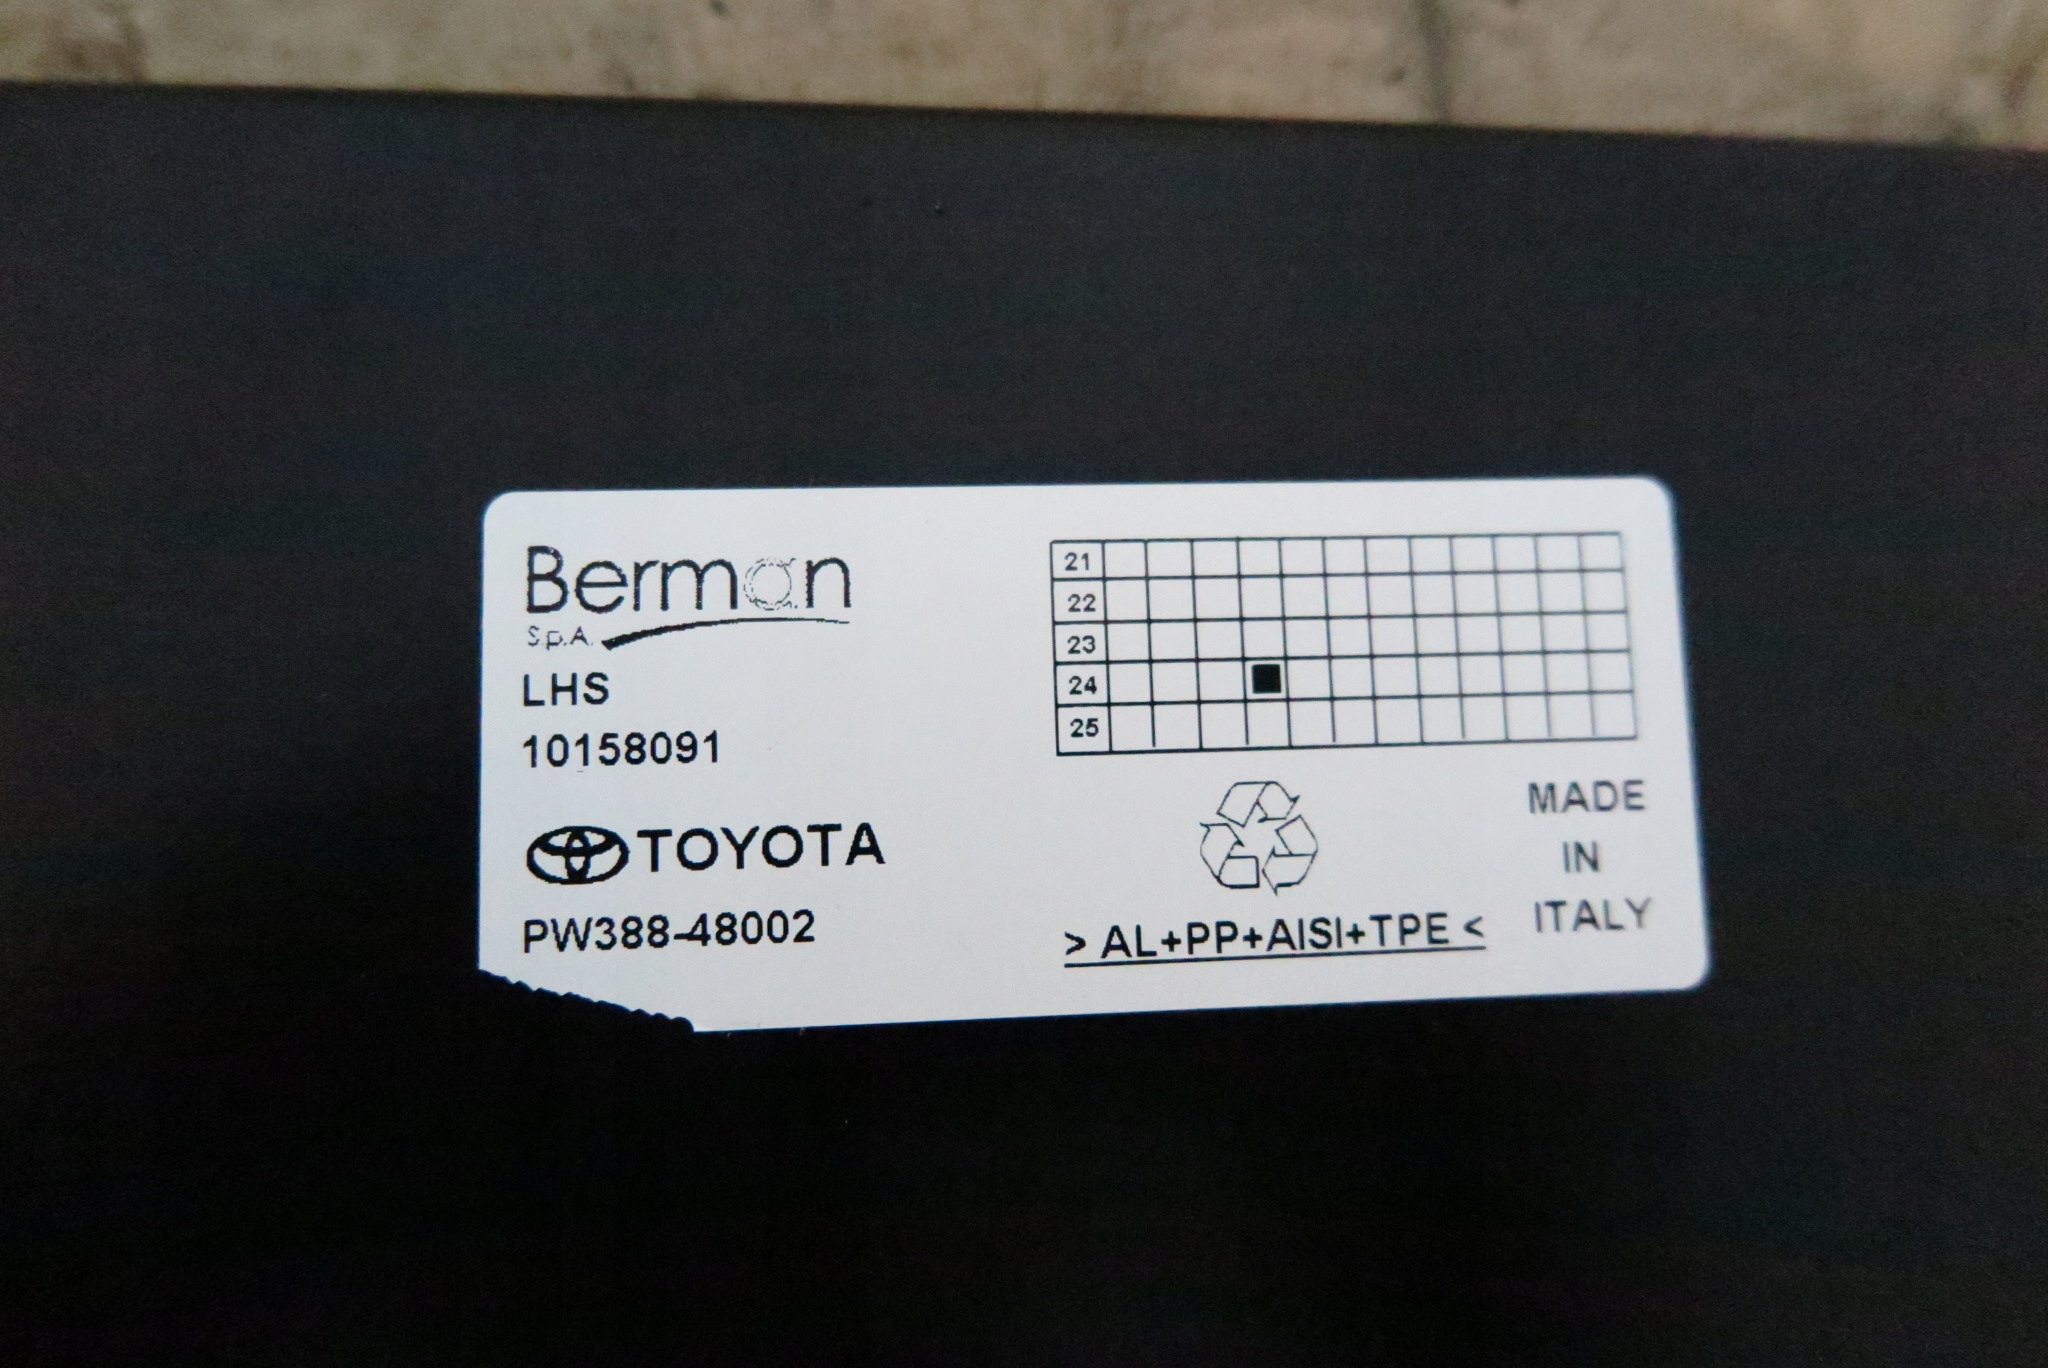 Berman
S.p.A.
LHS
10158091
TOYOTA
PW388-48002
21
22
23
24
25
> AL+PP+AISI+TPE <
MADE
IN
ITALY